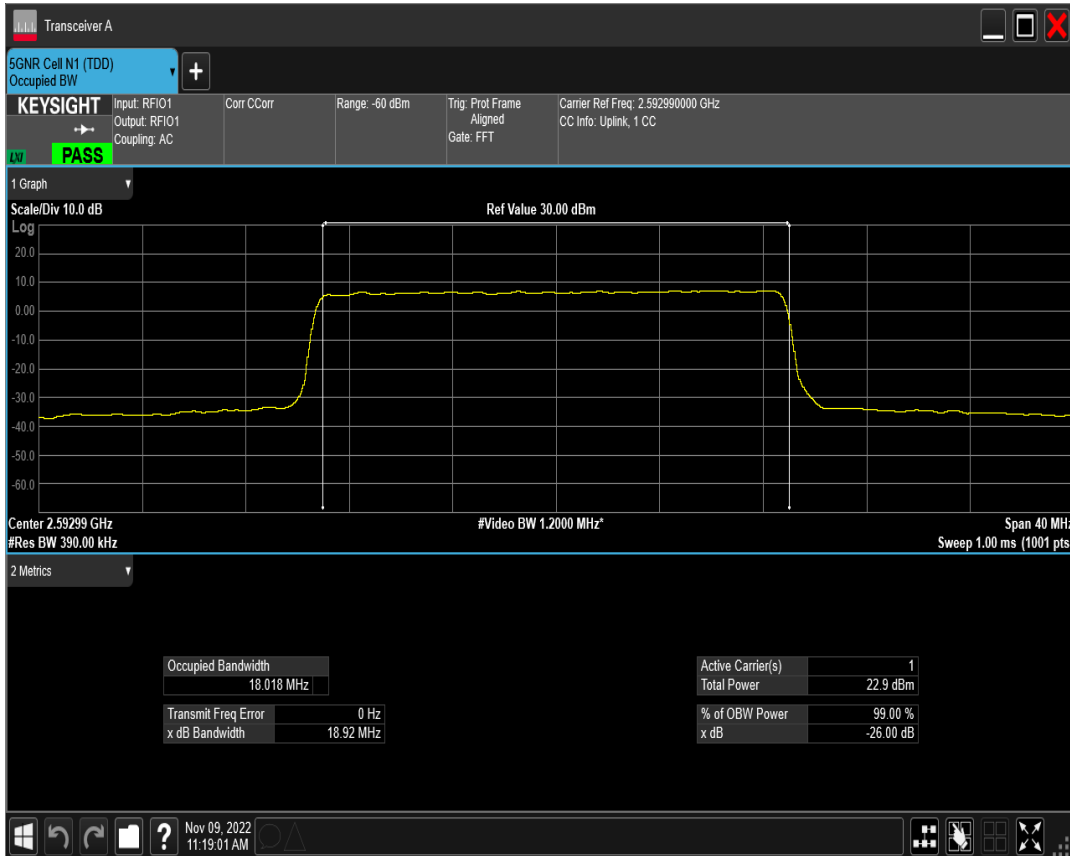 Transceiver A
5GNR Cell N1 (TDD)
Occupied BW
+
KEYSIGHT
LXI
PASS
Input: RFIO1
Output: RFIO1
Coupling: AC
Corr CCorr
Range: -60 dBm
Trig: Prot Frame
Aligned
Gate: FFT
Carrier Ref Freq: 2.592990000 GHz
CC Info: Uplink, 1 CC
1 Graph
Scale/Div 10.0 dB
Ref Value 30.00 dBm
Log
20.0
10.0
0.00
-10.0
-20.0
-30.0
-40.0
-50.0
-60.0
Center 2.59299 GHz
#Video BW 1.2000 MHz*
Span 40 MHz
#Res BW 390.00 kHz
Sweep 1.00 ms (1001 pts
2 Metrics
Occupied Bandwidth
18.018 MHz
Transmit Freq Error 0 Hz
x dB Bandwidth 18.92 MHz
Active Carrier(s) 1
Total Power 22.9 dBm
% of OBW Power 99.00 %
x dB -26.00 dB
?
Nov 09, 2022
11:19:01 AM